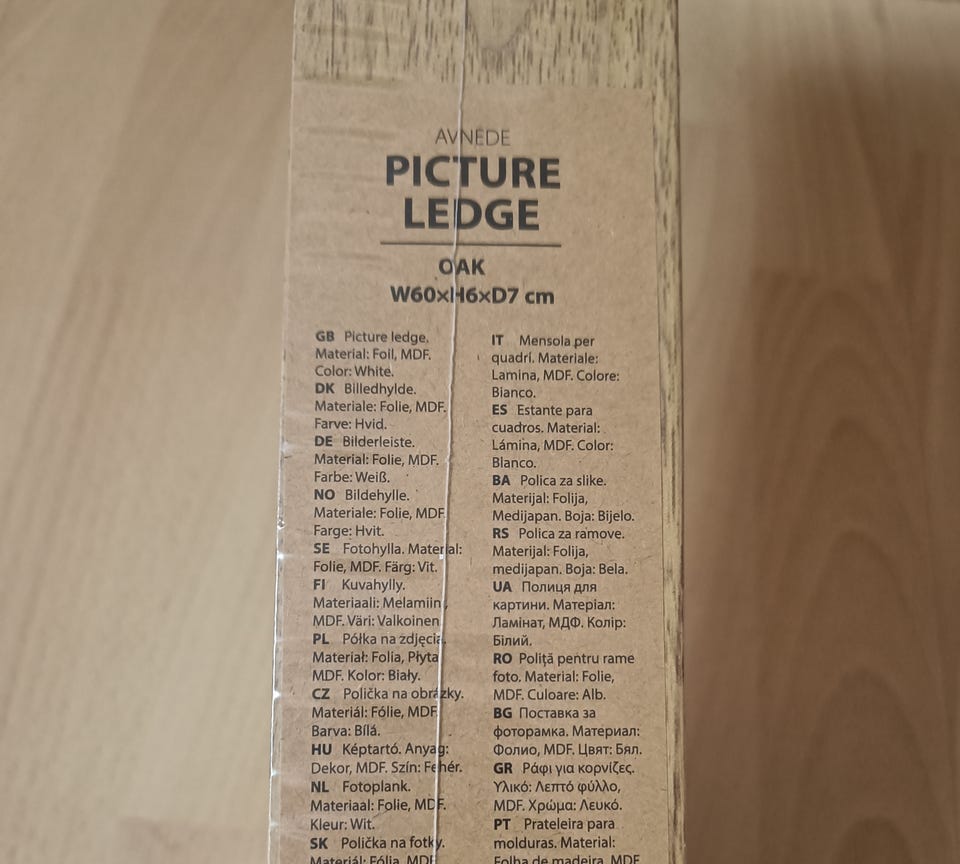 AVNEDE
PICTURE
LEDGE
OAK
W60×H6×D7 cm
GB Picture ledge.
Material: Foil, MDF.
Color: White.
DK Billedhylde.
Materiale: Folie, MDF.
Farve: Hvid.
DE Bilderleiste.
Material: Folie, MDF.
Farbe: Weiß.
NO Bildehylle.
Materiale: Folie, MDF
Farge: Hvit.
SE Fotohylla. Material:
Folie, MDF. Färg: Vit.
FI Kuvahylly.
Materiaali: Melamiini,
MDF. Väri: Valkoinen
PL Półka na zdjęcia.
Materiał: Folia, Płyta
MDF. Kolor: Biały.
CZ Polička na obrázky.
Materiál: Fólie, MDF
Barva: Bílá.
HU Képtartó. Anyag:
Dekor, MDF. Szín: Fehér.
NL Fotoplank.
Materiaal: Folie, MDF.
Kleur: Wit.
SK Polička na fotky.
Materiál: Fólia, MDF
IT Mensola per
quadri. Materiale:
Lamina, MDF. Colore:
Bianco.
ES Estante para
cuadros. Material:
Lámina, MDF. Color:
Blanco.
BA Polica za slike.
Materijal: Folija,
Medijapan. Boja: Bijelo.
RS Polica za ramove.
Materijal: Folija,
medijapan. Boja: Bela.
UA Полиця для
картини. Матеріал:
Ламінат, МДФ. Колір:
Білий.
RO Poliță pentru rame
foto. Material: Folie,
MDF. Culoare: Alb.
BG Поставка за
фоторамка. Материал:
Фолио, MDF. Цвят: Бял.
GR Ράφι για κορνίζες.
Υλικό: Λεπτό φύλλο,
MDF. Χρώμα: Λευκό.
PT Prateleira para
molduras. Material:
Folha de madeira, MDF